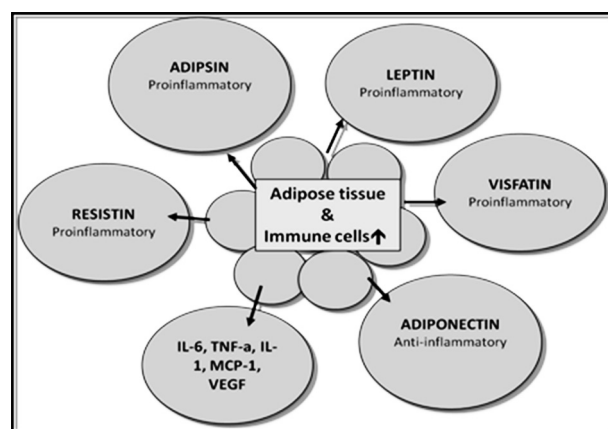 ADIPSIN
Proinflammatory
LEPTIN
Proinflammatory
VISFATIN
Proinflammatory
RESISTIN
Proinflammatory
Adipose tissue
&
Immune cells↑
ADIPONECTIN
Anti-inflammatory
IL-6, TNF-a, IL-
1, MCP-1,
VEGF